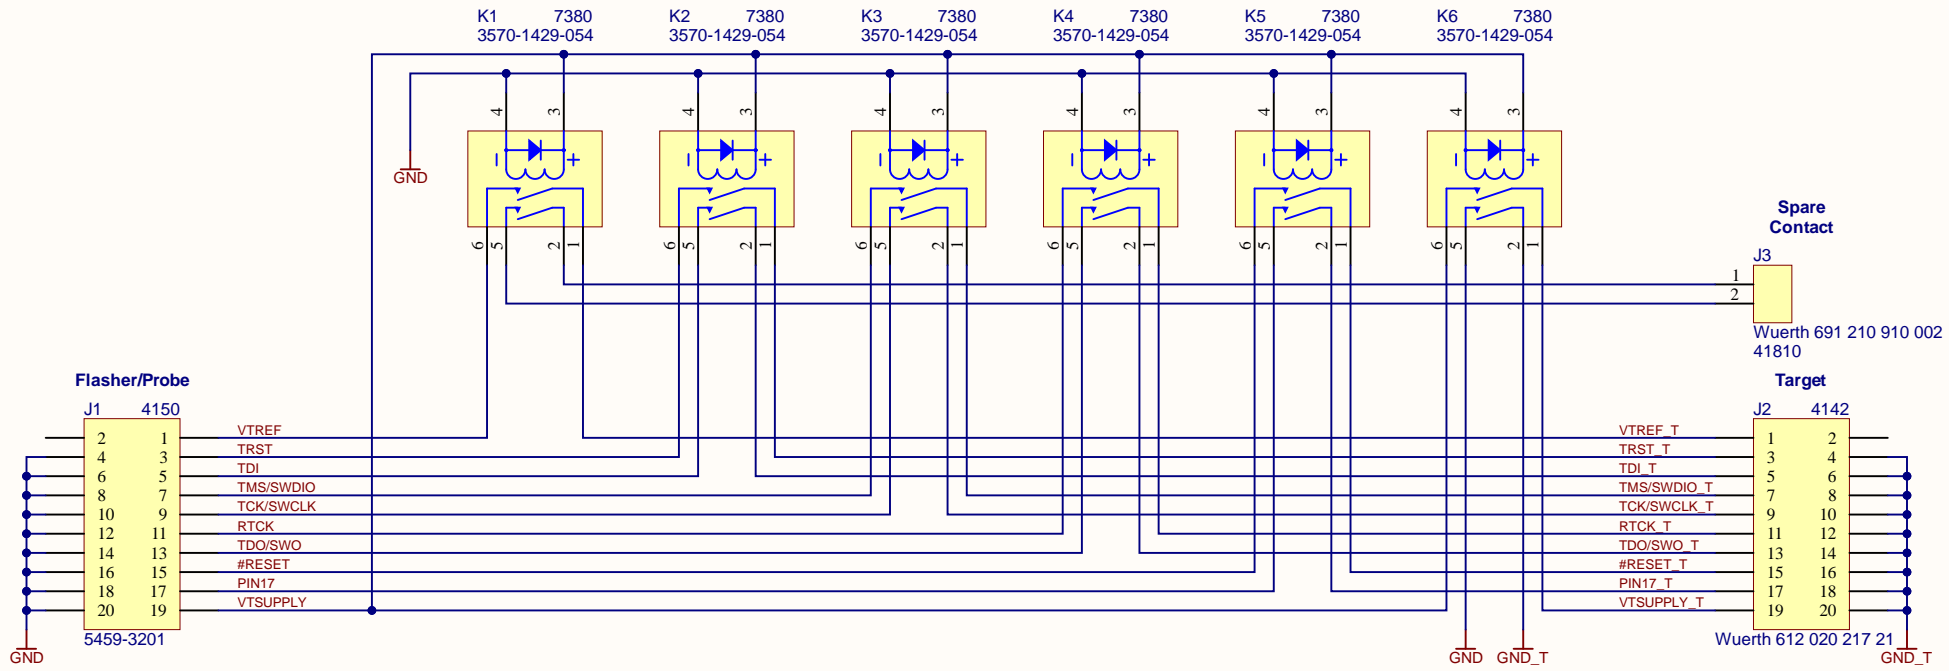 K1 7380 K2 7380 K3 7380 K4 7380 K5 7380 K6 7380
3570-1429-054 3570-1429-054 3570-1429-054 3570-1429-054 3570-1429-054 3570-1429-054
4 3 4 3 4 3 4 3 4 3 4 3
- + - + - + - + - + - +
GND
6 5 2 1 6 5 2 1 6 5 2 1 6 5 2 1 6 5 2 1 6 5 2 1
Spare
Contact
J3
1
2
Wuerth 691 210 910 002
41810
Flasher/Probe
J1 4150
2 1 VTREF
4 3 TRST
6 5 TDI
8 7 TMS/SWDIO
10 9 TCK/SWCLK
12 11 RTCK
14 13 TDO/SWO
16 15 #RESET
18 17 PIN17
20 19 VTSUPPLY
5459-3201
GND
GND GND_T
Target
J2 4142
VTREF_T 1 2
TRST_T 3 4
TDI_T 5 6
TMS/SWDIO_T 7 8
TCK/SWCLK_T 9 10
RTCK_T 11 12
TDO/SWO_T 13 14
#RESET_T 15 16
PIN17_T 17 18
VTSUPPLY_T 19 20
Wuerth 612 020 217 21
GND_T